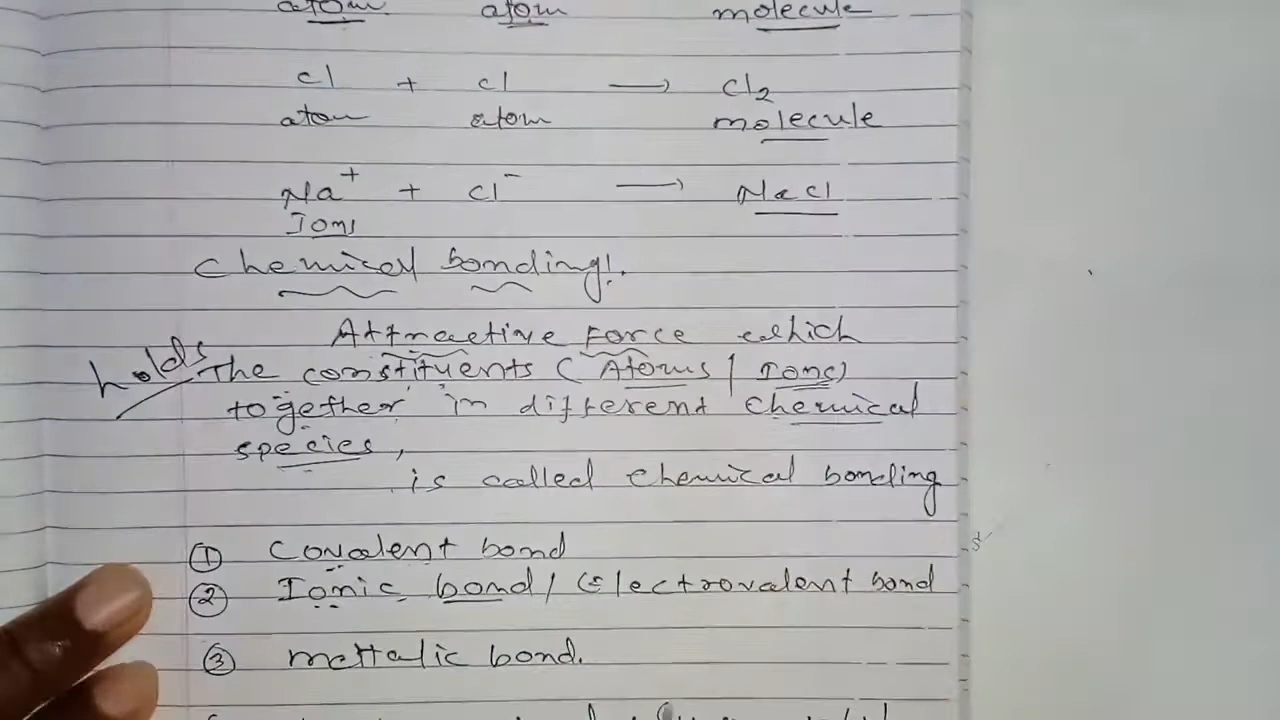 atom atom molecule
Cl + Cl → Cl₂
atom atom molecule
Na⁺ + Cl⁻ → NaCl
Ions
Chemical bonding!.
Attractive Force which
holds The constituents (Atoms / Ions)
together in different chemical
species,
is called chemical bonding
① Covalent bond
② Ionic bond / Electrovalent bond
③ mettalic bond.